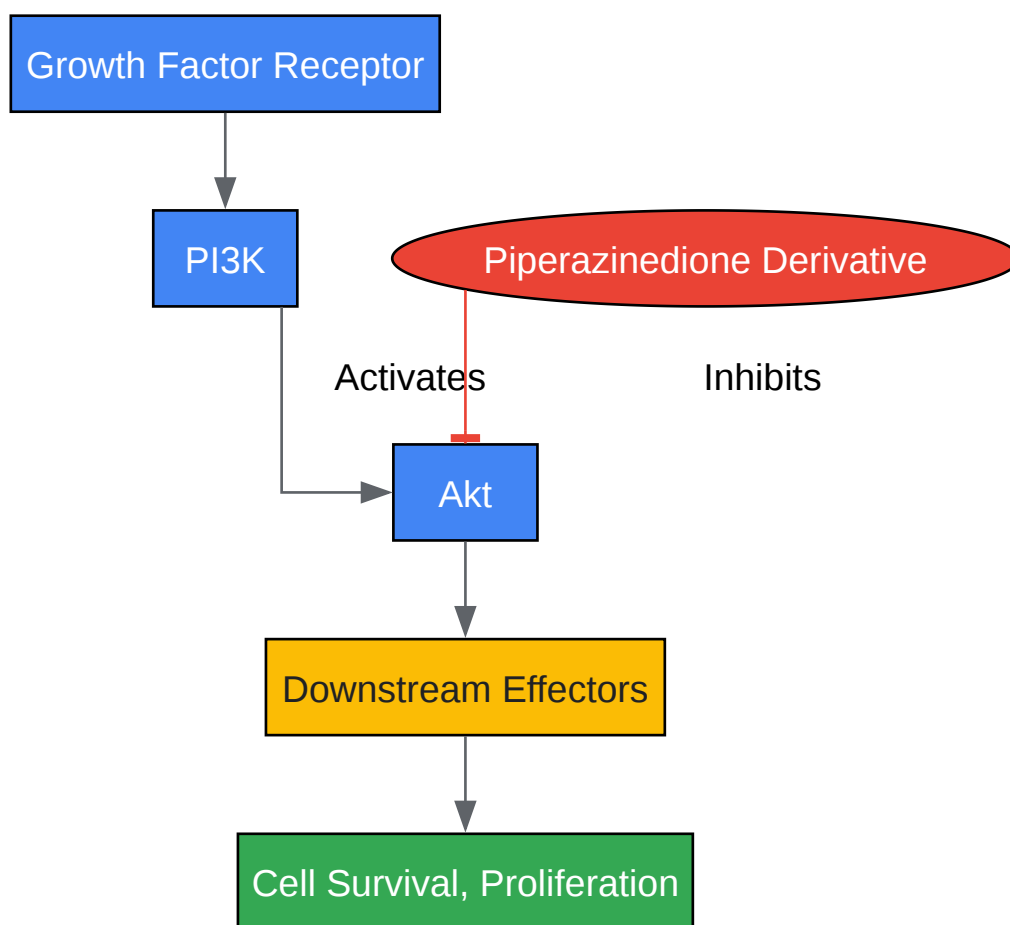 Growth Factor Receptor
PI3K
Piperazinedione Derivative
Activates
Inhibits
Akt
Downstream Effectors
Cell Survival, Proliferation